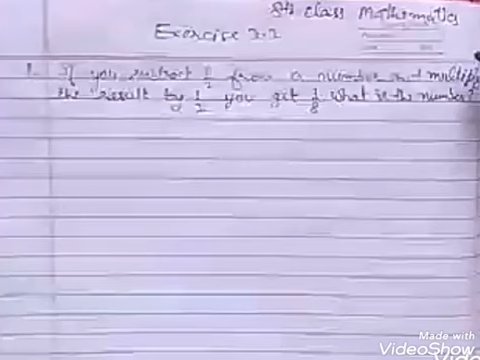 8th class Mathematics
Exercise 2.2
1. If you subtract 1/2 from a number and multiply
the result by 1/2 you get 1/8 what is the number?
Made with
VideoShow